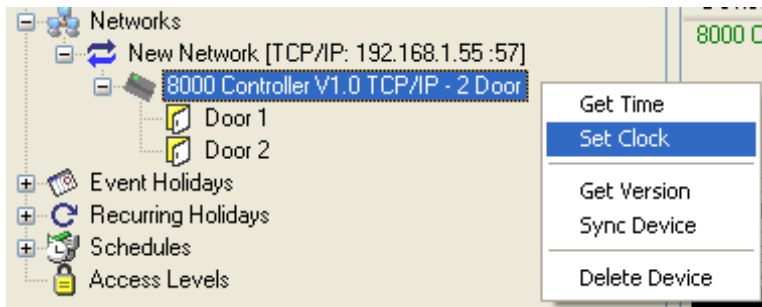 Networks
New Network [TCP/IP: 192.168.1.55 :57]
8000 C
8000 Controller V1.0 TCP/IP - 2 Door
Door 1
Door 2
Event Holidays
Recurring Holidays
Schedules
Access Levels
Get Time
Set Clock
Get Version
Sync Device
Delete Device